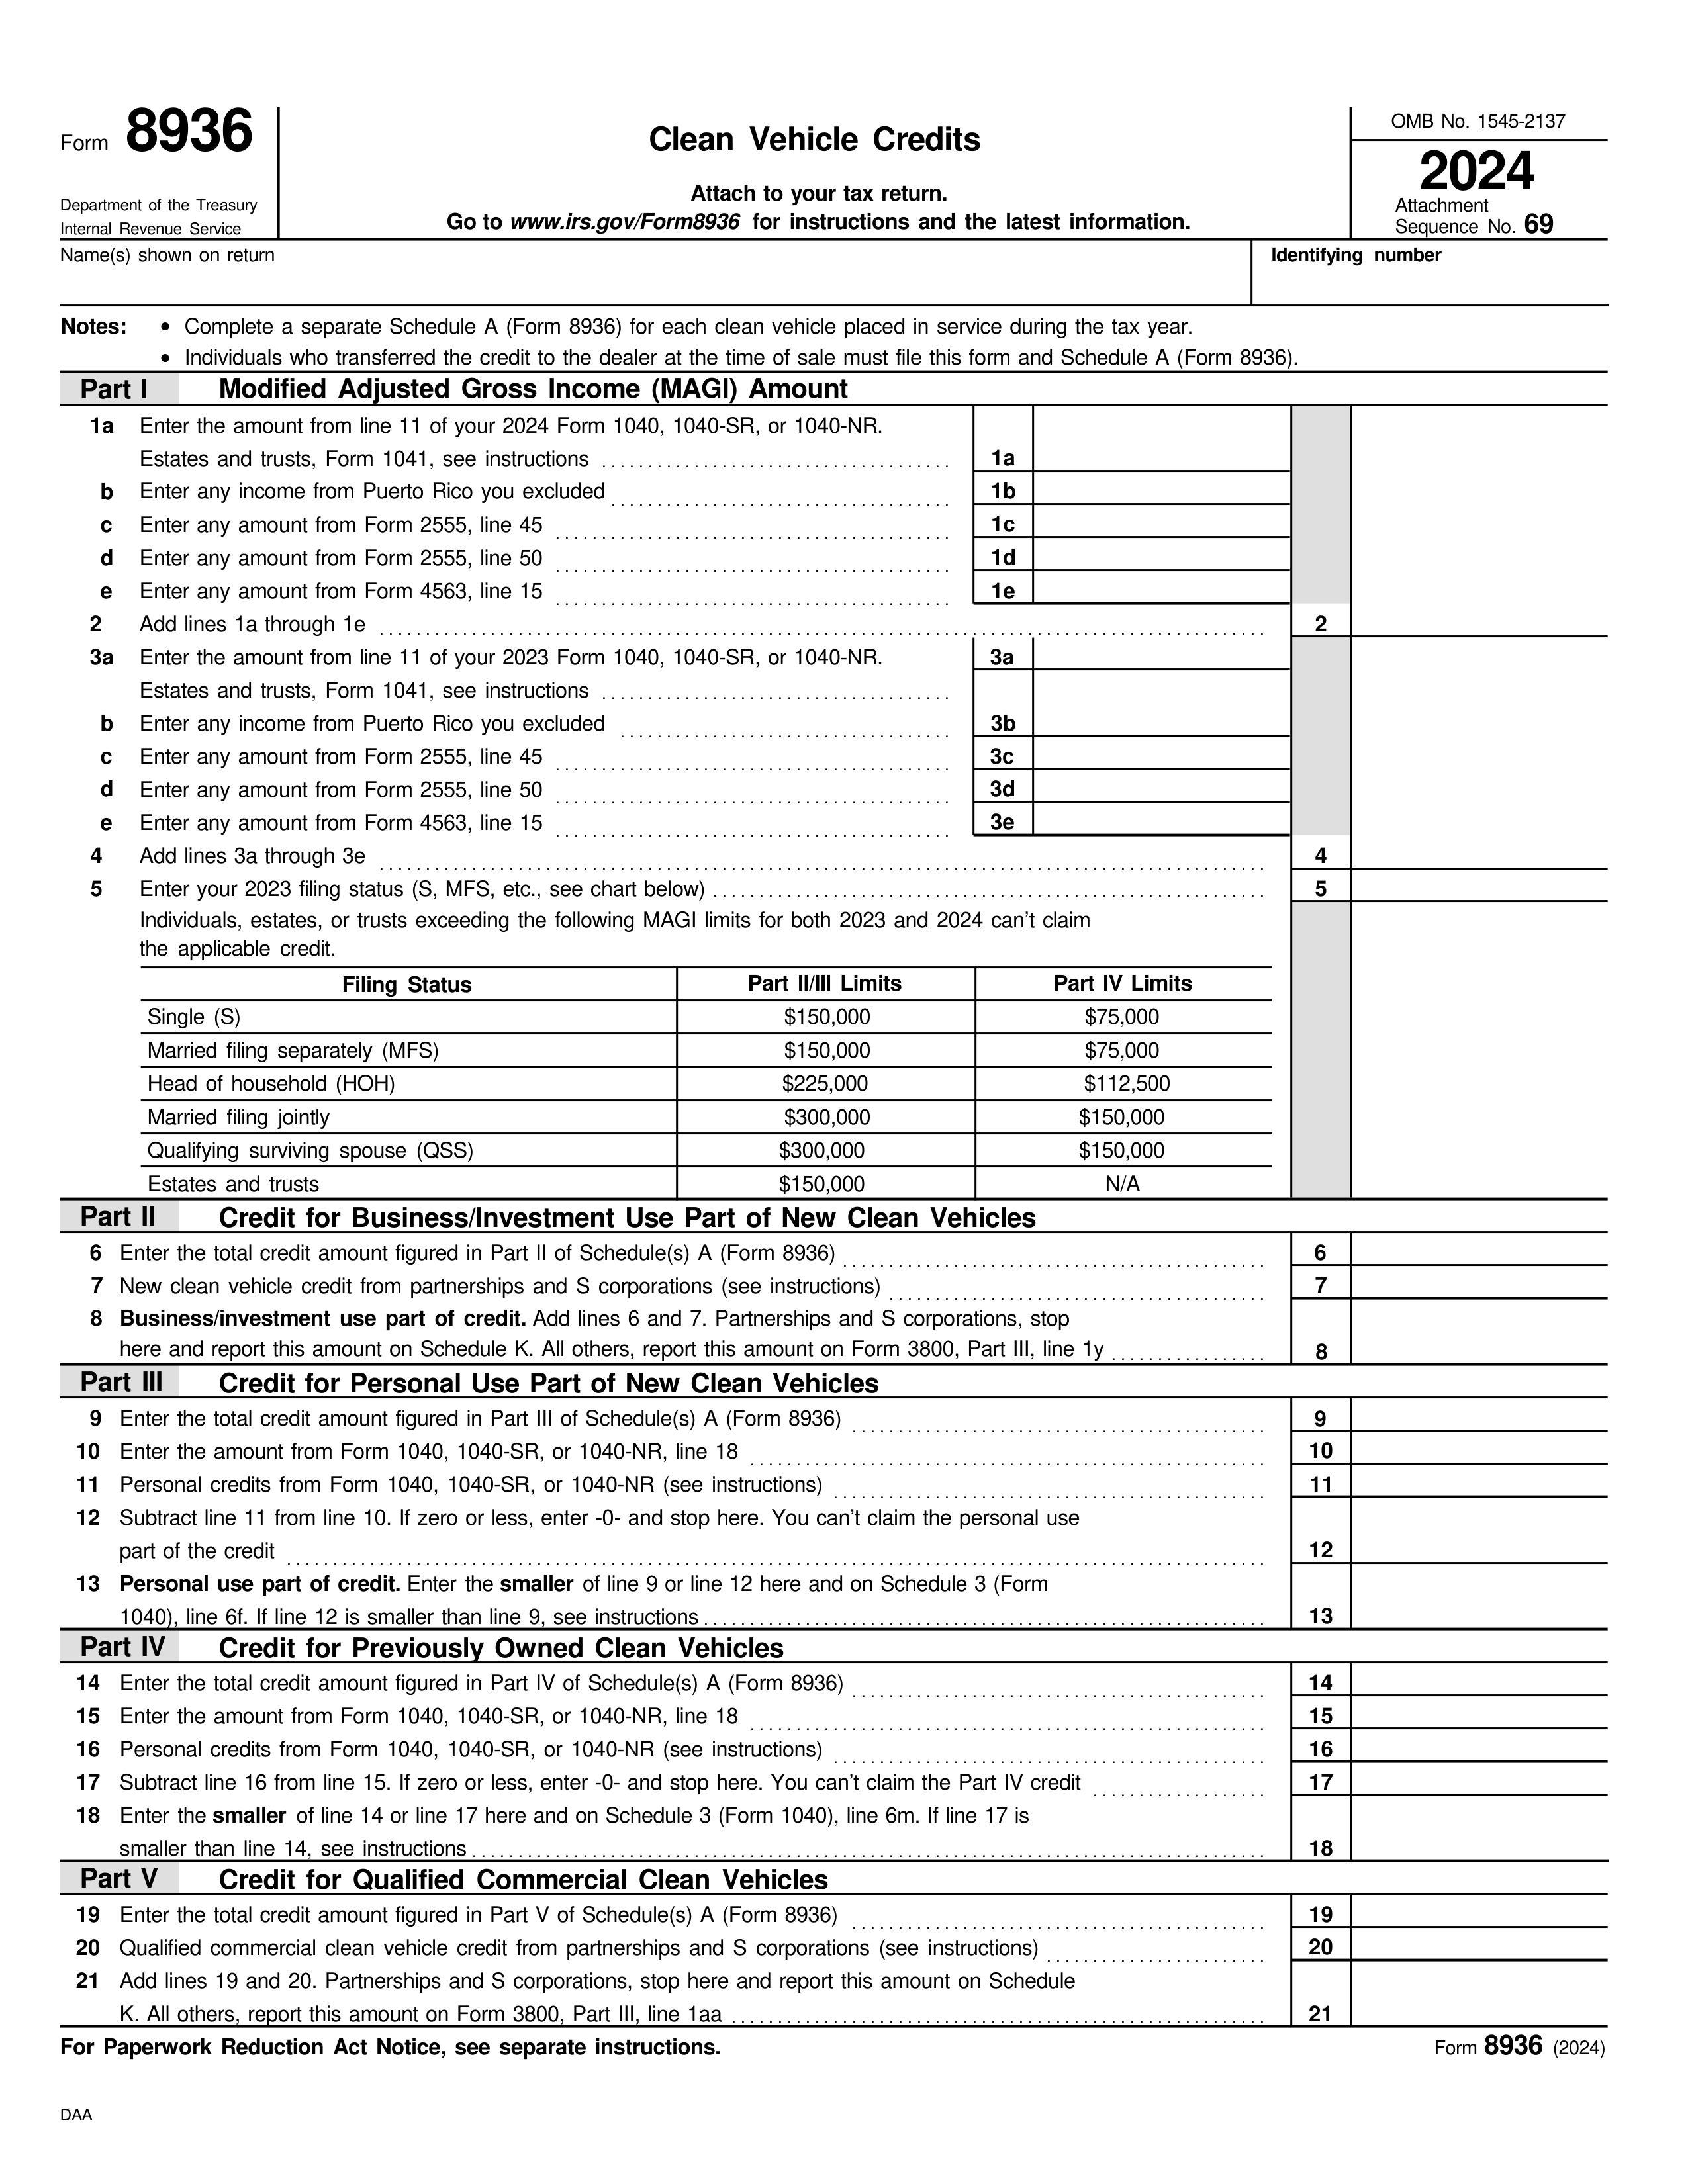 Form 8936
Department of the Treasury
Internal Revenue Service
Clean Vehicle Credits
Attach to your tax return.
Go to www.irs.gov/Form8936 for instructions and the latest information.
OMB No. 1545-2137
2024
Attachment
Sequence No. 69
Name(s) shown on return
Identifying number
Notes: • Complete a separate Schedule A (Form 8936) for each clean vehicle placed in service during the tax year.
• Individuals who transferred the credit to the dealer at the time of sale must file this form and Schedule A (Form 8936).
Part I Modified Adjusted Gross Income (MAGI) Amount
1a Enter the amount from line 11 of your 2024 Form 1040, 1040-SR, or 1040-NR.
Estates and trusts, Form 1041, see instructions 1a
b Enter any income from Puerto Rico you excluded 1b
c Enter any amount from Form 2555, line 45 1c
d Enter any amount from Form 2555, line 50 1d
e Enter any amount from Form 4563, line 15 1e
2 Add lines 1a through 1e 2
3a Enter the amount from line 11 of your 2023 Form 1040, 1040-SR, or 1040-NR. 3a
Estates and trusts, Form 1041, see instructions
b Enter any income from Puerto Rico you excluded 3b
c Enter any amount from Form 2555, line 45 3c
d Enter any amount from Form 2555, line 50 3d
e Enter any amount from Form 4563, line 15 3e
4 Add lines 3a through 3e 4
5 Enter your 2023 filing status (S, MFS, etc., see chart below) 5
Individuals, estates, or trusts exceeding the following MAGI limits for both 2023 and 2024 can't claim
the applicable credit.
Filing Status Part II/III Limits Part IV Limits
Single (S) $150,000 $75,000
Married filing separately (MFS) $150,000 $75,000
Head of household (HOH) $225,000 $112,500
Married filing jointly $300,000 $150,000
Qualifying surviving spouse (QSS) $300,000 $150,000
Estates and trusts $150,000 N/A
Part II Credit for Business/Investment Use Part of New Clean Vehicles
6 Enter the total credit amount figured in Part II of Schedule(s) A (Form 8936) 6
7 New clean vehicle credit from partnerships and S corporations (see instructions) 7
8 Business/investment use part of credit. Add lines 6 and 7. Partnerships and S corporations, stop
here and report this amount on Schedule K. All others, report this amount on Form 3800, Part III, line 1y 8
Part III Credit for Personal Use Part of New Clean Vehicles
9 Enter the total credit amount figured in Part III of Schedule(s) A (Form 8936) 9
10 Enter the amount from Form 1040, 1040-SR, or 1040-NR, line 18 10
11 Personal credits from Form 1040, 1040-SR, or 1040-NR (see instructions) 11
12 Subtract line 11 from line 10. If zero or less, enter -0- and stop here. You can't claim the personal use
part of the credit 12
13 Personal use part of credit. Enter the smaller of line 9 or line 12 here and on Schedule 3 (Form
1040), line 6f. If line 12 is smaller than line 9, see instructions 13
Part IV Credit for Previously Owned Clean Vehicles
14 Enter the total credit amount figured in Part IV of Schedule(s) A (Form 8936) 14
15 Enter the amount from Form 1040, 1040-SR, or 1040-NR, line 18 15
16 Personal credits from Form 1040, 1040-SR, or 1040-NR (see instructions) 16
17 Subtract line 16 from line 15. If zero or less, enter -0- and stop here. You can't claim the Part IV credit 17
18 Enter the smaller of line 14 or line 17 here and on Schedule 3 (Form 1040), line 6m. If line 17 is
smaller than line 14, see instructions 18
Part V Credit for Qualified Commercial Clean Vehicles
19 Enter the total credit amount figured in Part V of Schedule(s) A (Form 8936) 19
20 Qualified commercial clean vehicle credit from partnerships and S corporations (see instructions) 20
21 Add lines 19 and 20. Partnerships and S corporations, stop here and report this amount on Schedule
K. All others, report this amount on Form 3800, Part III, line 1aa 21
For Paperwork Reduction Act Notice, see separate instructions. Form 8936 (2024)
DAA